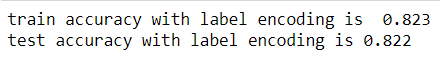 train accuracy with label encoding is  0.823
test accuracy with label encoding is 0.822